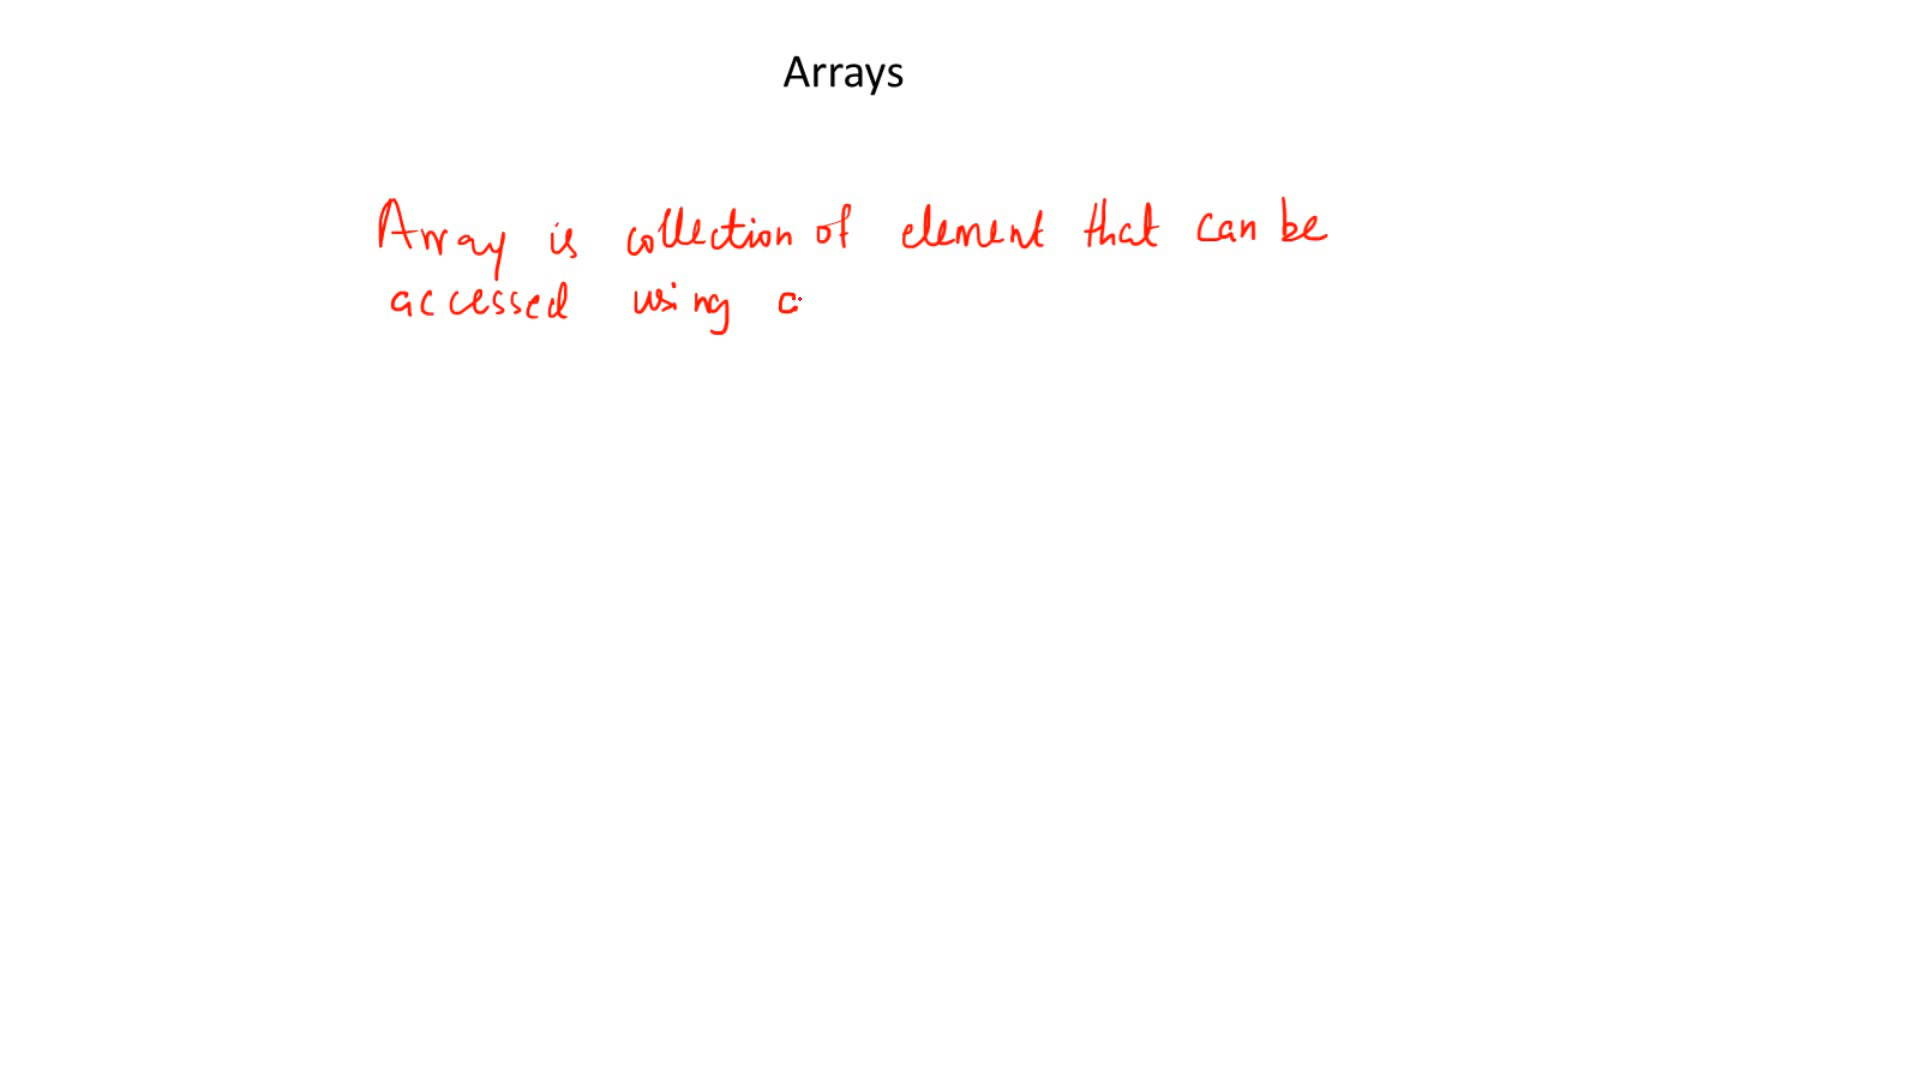 Arrays
Array is collection of element that can be
accessed using